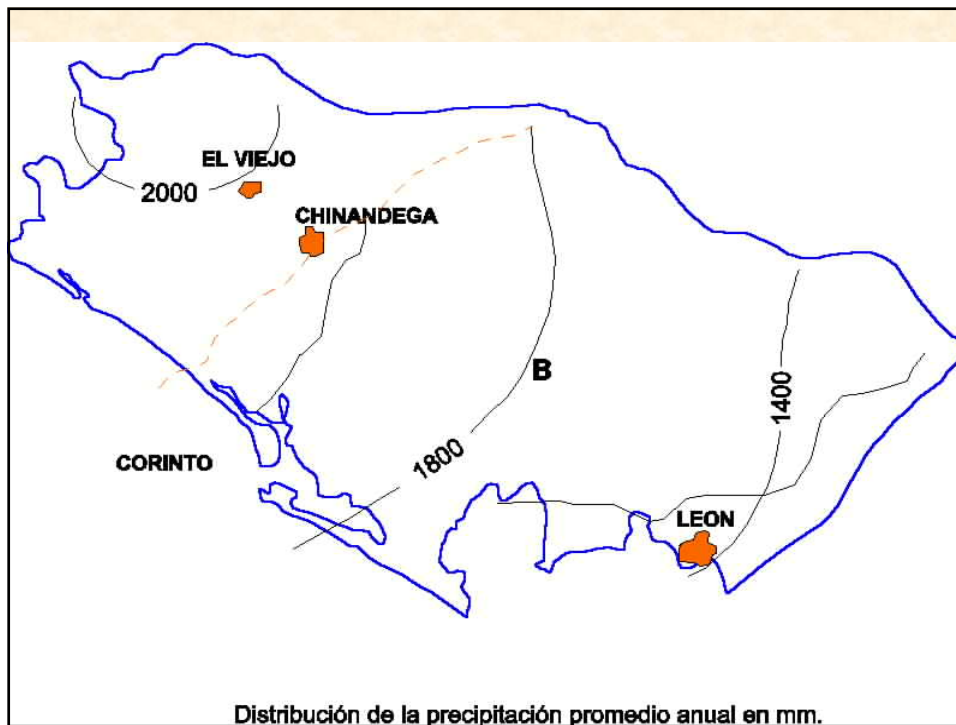 EL VIEJO
2000
CHINANDEGA
B
1400
CORINTO
1800
LEON
Distribución de la precipitación promedio anual en mm.